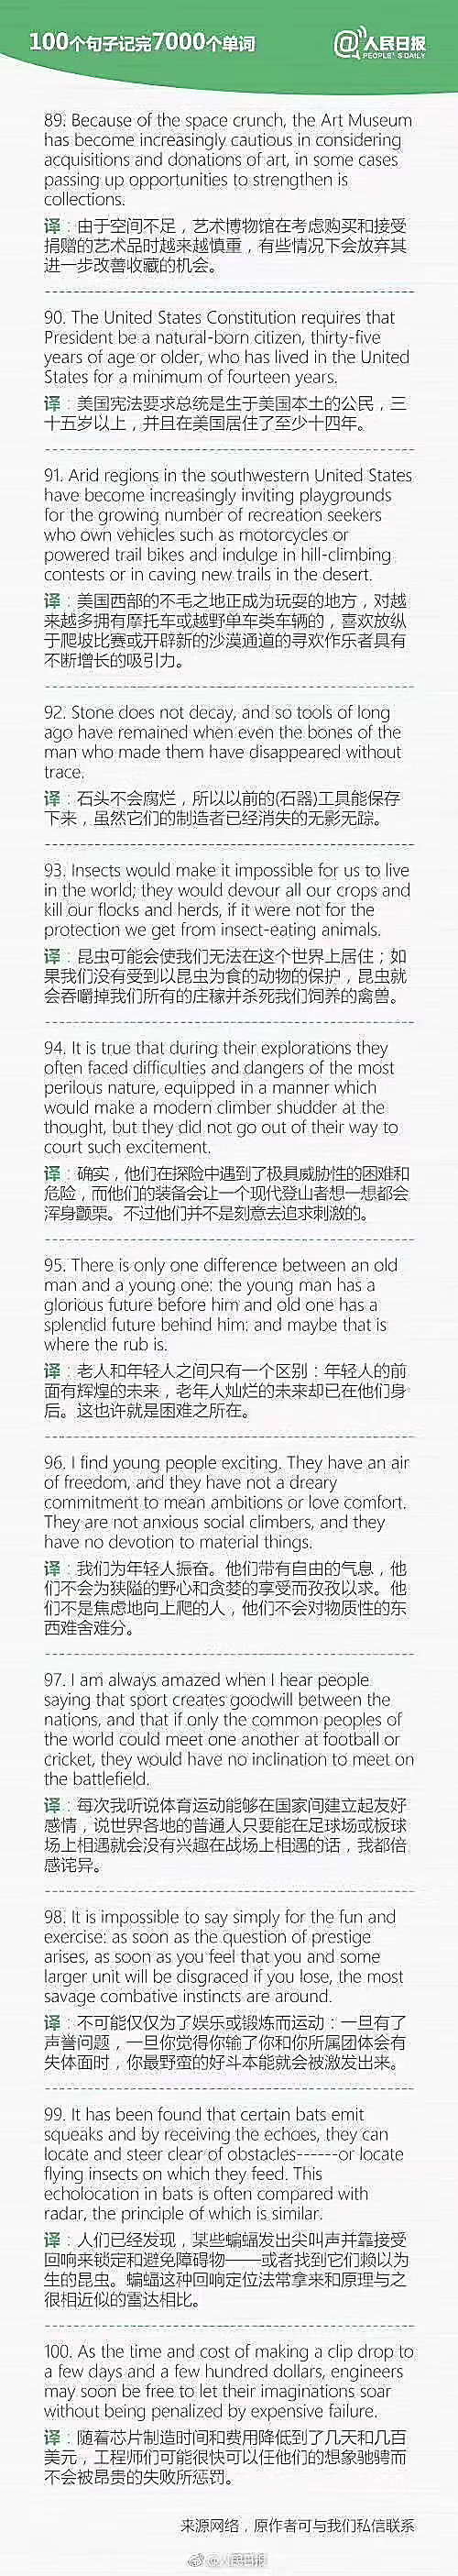 100个句子记完7000个单词
@人民日报
PEOPLE'S DAILY
89. Because of the space crunch, the Art Museum
has become increasingly cautious in considering
acquisitions and donations of art, in some cases
passing up opportunities to strengthen is
collections.
译：由于空间不足，艺术博物馆在考虑购买和接受
捐赠的艺术品时越来越慎重，有些情况下会放弃其
进一步改善收藏的机会。
90. The United States Constitution requires that
President be a natural-born citizen, thirty-five
years of age or older, who has lived in the United
States for a minimum of fourteen years.
译：美国宪法要求总统是生于美国本土的公民，三
十五岁以上，并且在美国居住了至少十四年。
91. Arid regions in the southwestern United States
have become increasingly inviting playgrounds
for the growing number of recreation seekers
who own vehicles such as motorcycles or
powered trail bikes and indulge in hill-climbing
contests or in caving new trails in the desert.
译：美国西部的不毛之地正成为玩耍的地方，对越
来越多拥有摩托车或越野单车类车辆的，喜欢放纵
于爬坡比赛或开辟新的沙漠通道的寻欢作乐者具有
不断增长的吸引力。
92. Stone does not decay, and so tools of long
ago have remained when even the bones of the
man who made them have disappeared without
trace.
译：石头不会腐烂，所以以前的(石器)工具能保存
下来，虽然它们的制造者已经消失的无影无踪。
93. Insects would make it impossible for us to live
in the world; they would devour all our crops and
kill our flocks and herds, if it were not for the
protection we get from insect-eating animals.
译：昆虫可能会使我们无法在这个世界上居住；如
果我们没有受到以昆虫为食的动物的保护，昆虫就
会吞嚼掉我们所有的庄稼并杀死我们饲养的禽兽。
94. It is true that during their explorations they
often faced difficulties and dangers of the most
perilous nature, equipped in a manner which
would make a modern climber shudder at the
thought, but they did not go out of their way to
court such excitement.
译：确实，他们在探险中遇到了极具威胁性的困难和
危险，而他们的装备会让一个现代登山者想一想都会
浑身颤栗。不过他们并不是刻意去追求刺激的。
95. There is only one difference between an old
man and a young one: the young man has a
glorious future before him and old one has a
splendid future behind him: and maybe that is
where the rub is.
译：老人和年轻人之间只有一个区别：年轻人的前
面有辉煌的未来，老年人灿烂的未来却已在他们身
后。这也许就是困难之所在。
96. I find young people exciting. They have an air
of freedom, and they have not a dreary
commitment to mean ambitions or love comfort.
They are not anxious social climbers, and they
have no devotion to material things.
译：我们为年轻人振奋。他们带有自由的气息，他
们不会为狭隘的野心和贪婪的享受而孜孜以求。他
们不是焦虑地向上爬的人，他们不会对物质性的东
西难舍难分。
97. I am always amazed when I hear people
saying that sport creates goodwill between the
nations, and that if only the common peoples of
the world could meet one another at football or
cricket, they would have no inclination to meet on
the battlefield.
译：每次我听说体育运动能够在国家间建立起友好
感情，说世界各地的普通人只要能在足球场或板球
场上相遇就会没有兴趣在战场上相遇的话，我都倍
感诧异。
98. It is impossible to say simply for the fun and
exercise: as soon as the question of prestige
arises, as soon as you feel that you and some
larger unit will be disgraced if you lose, the most
savage combative instincts are around.
译：不可能仅仅为了娱乐或锻炼而运动：一旦有了
声誉问题，一旦你觉得你输了你和你所属团体会有
失体面时，你最野蛮的好斗本能就会被激发出来。
99. It has been found that certain bats emit
squeaks and by receiving the echoes, they can
locate and steer clear of obstacles------or locate
flying insects on which they feed. This
echolocation in bats is often compared with
radar, the principle of which is similar.
译：人们已经发现，某些蝙蝠发出尖叫声并靠接受
回响来锁定和避免障碍物——或者找到它们赖以为
生的昆虫。蝙蝠这种回响定位法常拿来和原理与之
很相近似的雷达相比。
100. As the time and cost of making a clip drop to
a few days and a few hundred dollars, engineers
may soon be free to let their imaginations soar
without being penalized by expensive failure.
译：随着芯片制造时间和费用降低到了几天和几百
美元，工程师们可能很快可以任他们的想象驰骋而
不会被昂贵的失败所惩罚。
来源网络，原作者可与我们私信联系
@人民日报